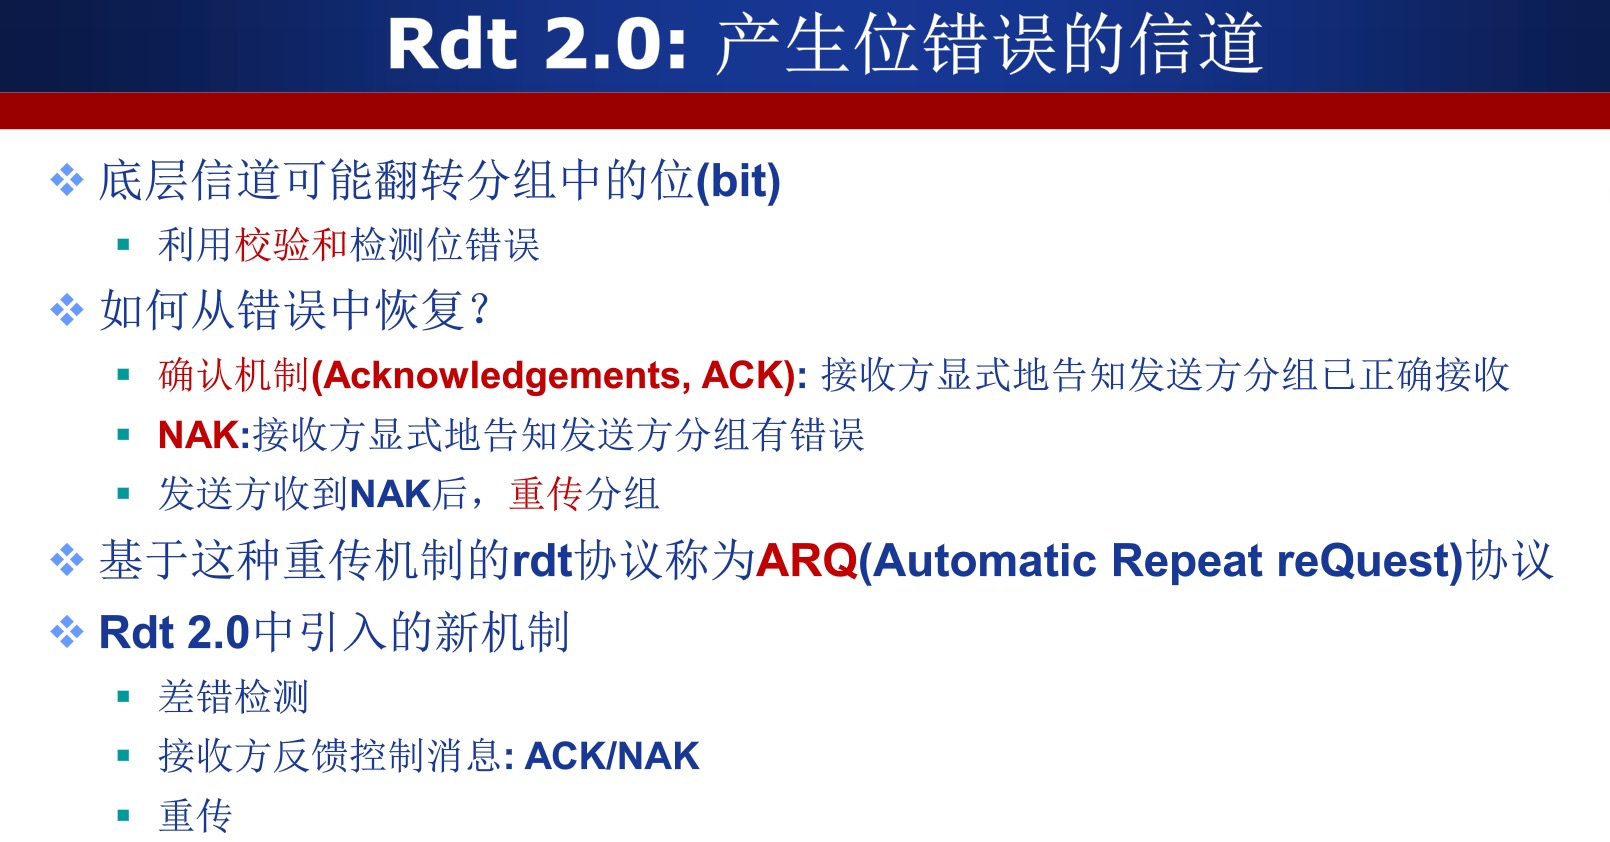 Rdt 2.0: 产生位错误的信道
底层信道可能翻转分组中的位(bit)
利用校验和检测位错误
如何从错误中恢复？
确认机制(Acknowledgements, ACK): 接收方显式地告知发送方分组已正确接收
NAK:接收方显式地告知发送方分组有错误
发送方收到NAK后，重传分组
基于这种重传机制的rdt协议称为ARQ(Automatic Repeat reQuest)协议
Rdt 2.0中引入的新机制
差错检测
接收方反馈控制消息: ACK/NAK
重传